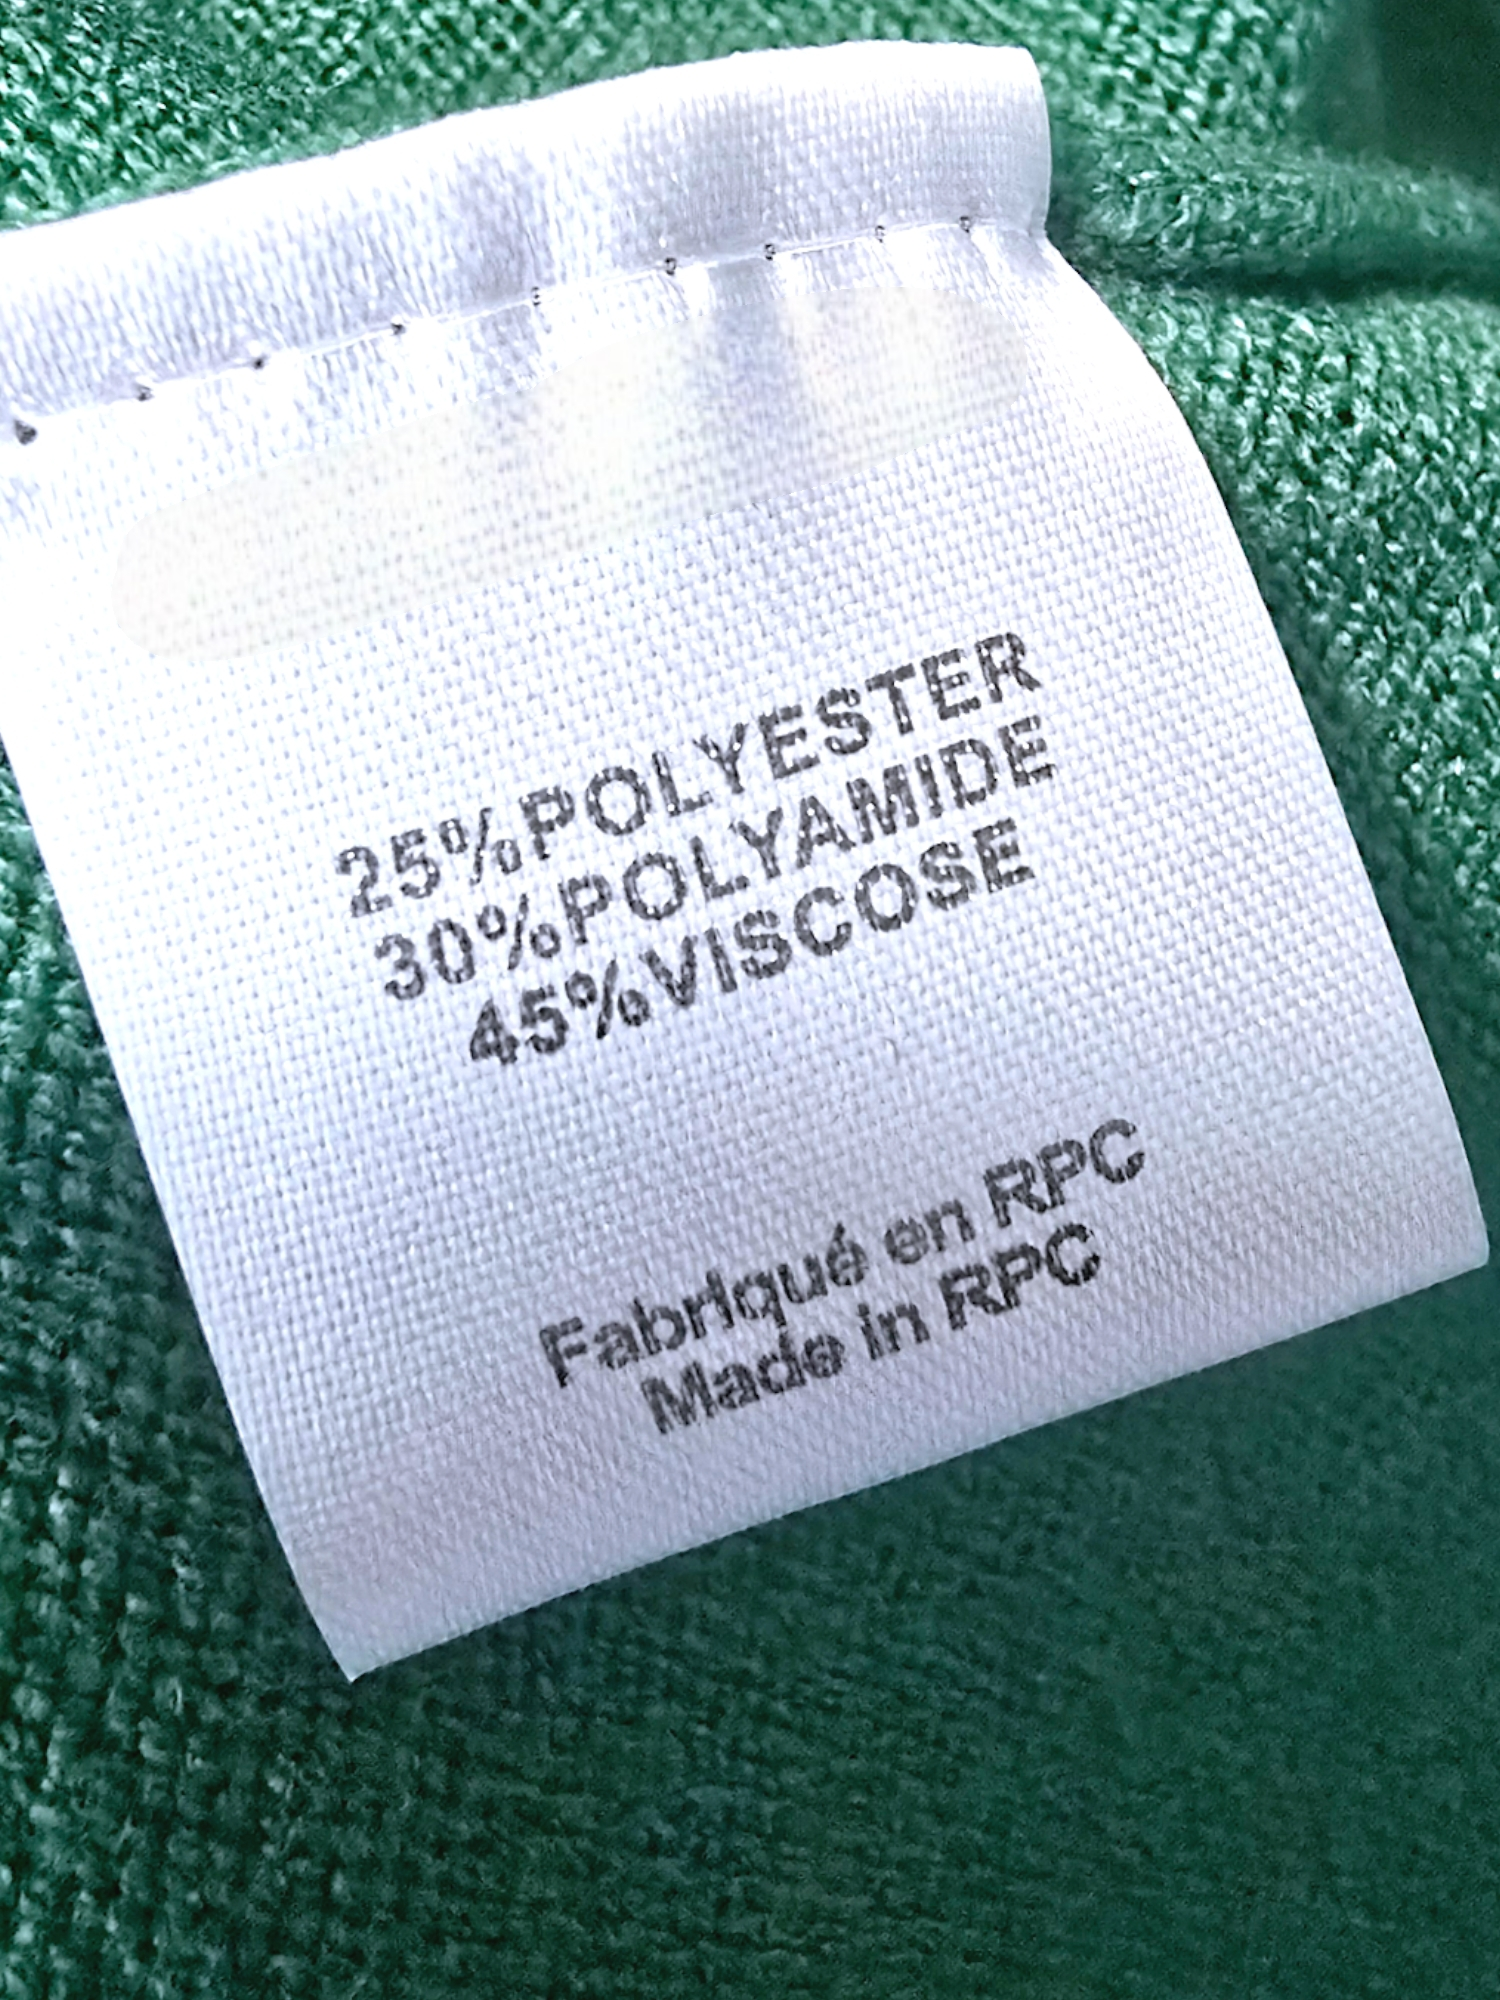 25%POLYESTER
30%POLYAMIDE
45%VISCOSE
Fabriqué en RPC
Made in RPC